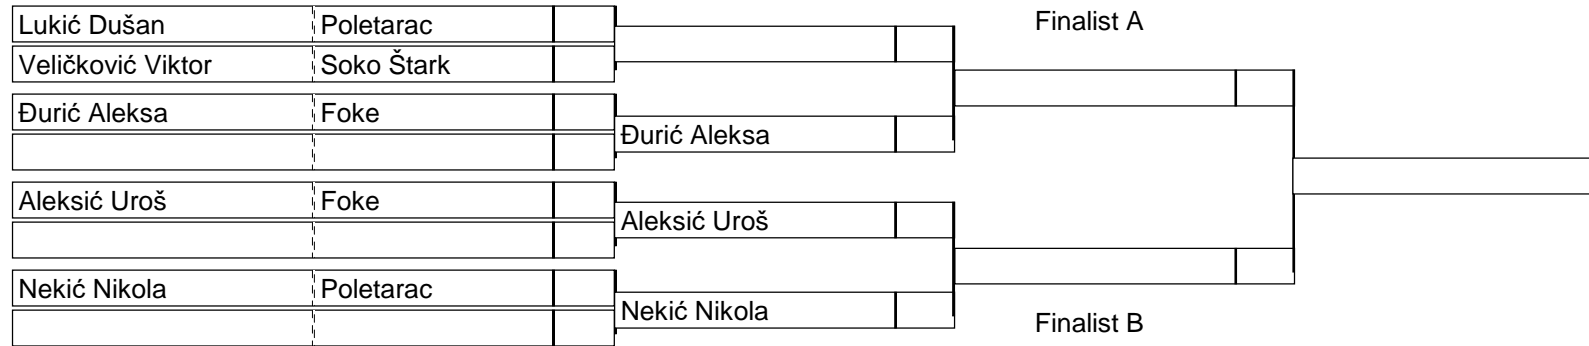 Lukić Dušan Poletarac
Veličković Viktor Soko Štark
Đurić Aleksa Foke
Aleksić Uroš Foke
Nekić Nikola Poletarac
Đurić Aleksa
Aleksić Uroš
Nekić Nikola
Finalist A
Finalist B